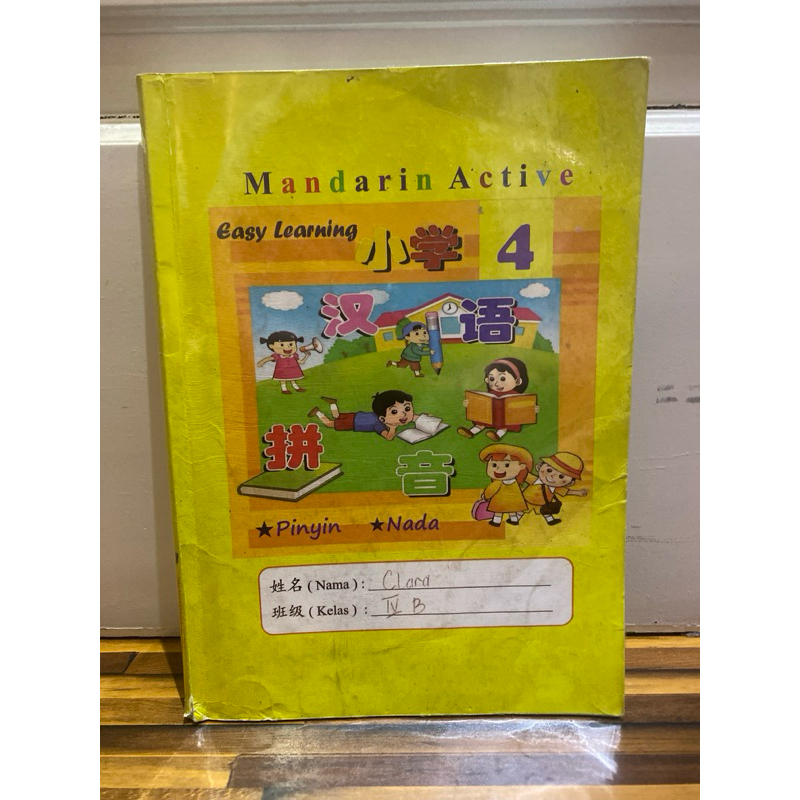 Mandarin Active
Easy Learning
小学 4
汉语
拼音
★Pinyin ★Nada
姓名 ( Nama ) : Clara
班级 ( Kelas ) : IV B